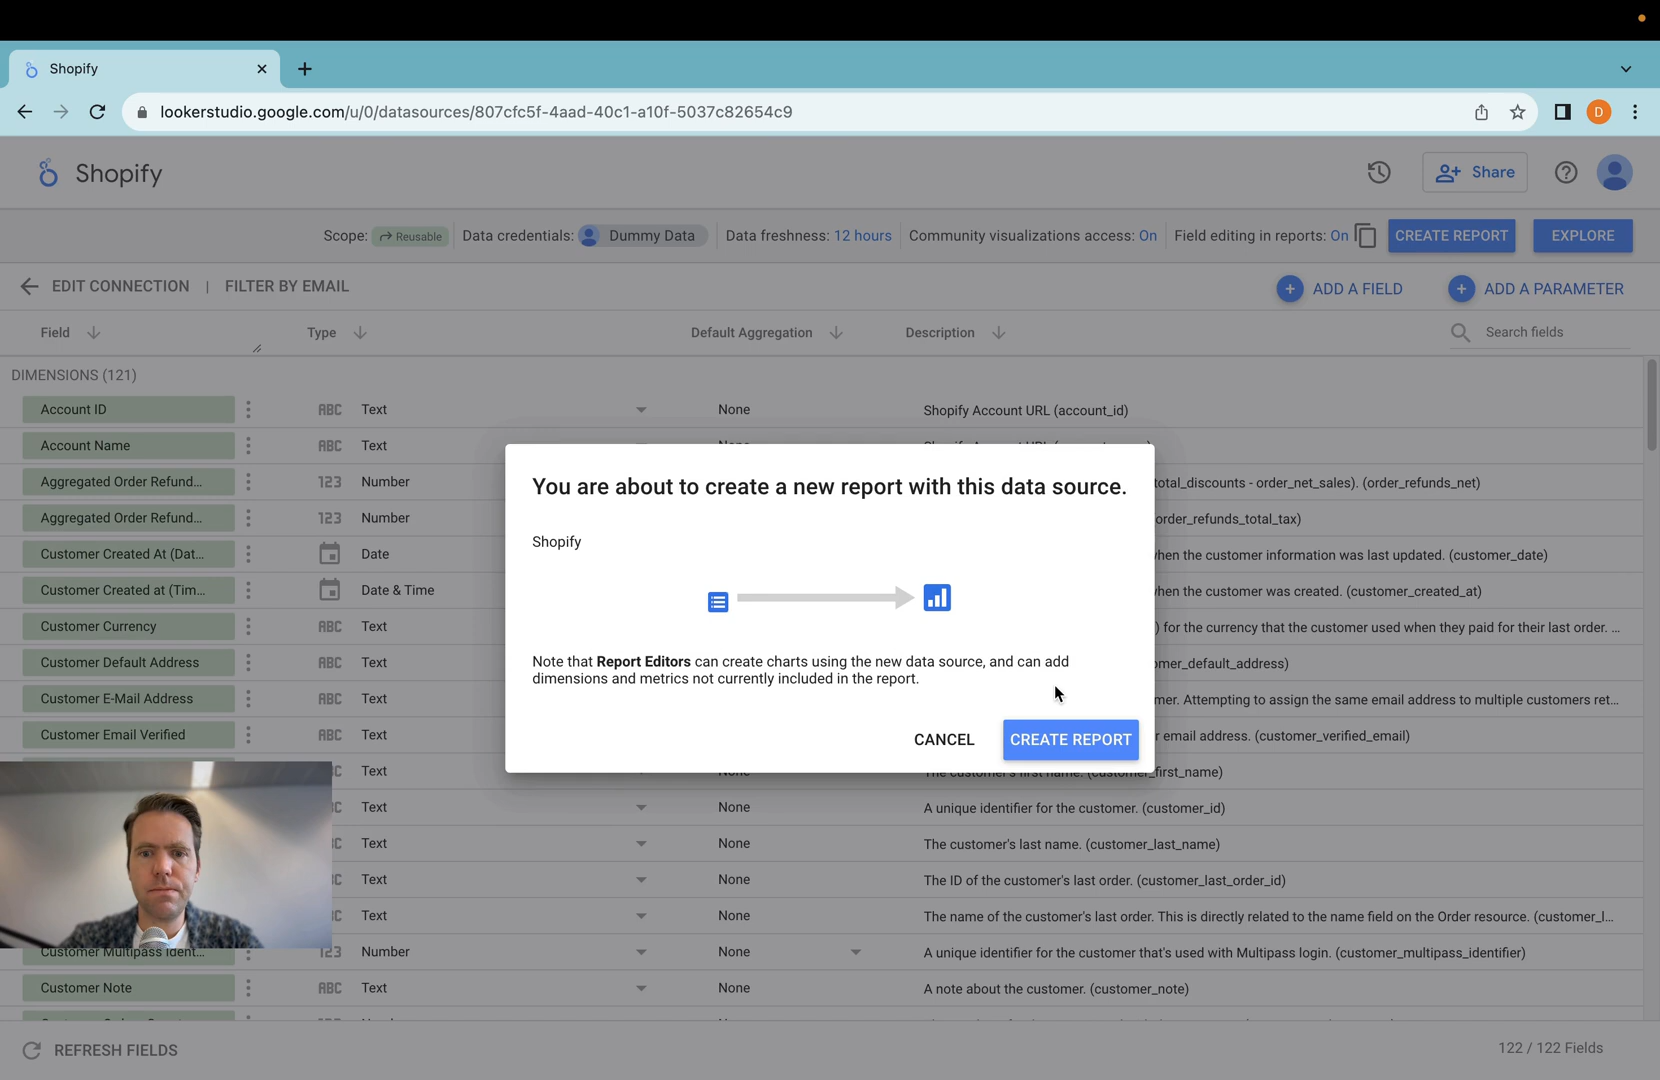 Shopify
lookerstudio.google.com/u/0/datasources/807cfc5f-4aad-40c1-a10f-5037c82654c9
D
Shopify
Share
Scope: Reusable
Data credentials: Dummy Data
Data freshness: 12 hours
Community visualizations access: On
Field editing in reports: On
CREATE REPORT
EXPLORE
EDIT CONNECTION | FILTER BY EMAIL
ADD A FIELD
ADD A PARAMETER
Field
Type
Default Aggregation
Description
Search fields
DIMENSIONS (121)
Account ID ABC Text None Shopify Account URL (account_id)
Account Name ABC Text
Aggregated Order Refund... 123 Number total_discounts - order_net_sales). (order_refunds_net)
Aggregated Order Refund... 123 Number order_refunds_total_tax)
Customer Created At (Dat... Date when the customer information was last updated. (customer_date)
Customer Created at (Tim... Date & Time when the customer was created. (customer_created_at)
Customer Currency ABC Text ) for the currency that the customer used when they paid for their last order. ...
Customer Default Address ABC Text omer_default_address)
Customer E-Mail Address ABC Text mer. Attempting to assign the same email address to multiple customers ret...
Customer Email Verified ABC Text r email address. (customer_verified_email)
You are about to create a new report with this data source.
Shopify
Note that Report Editors can create charts using the new data source, and can add
dimensions and metrics not currently included in the report.
CANCEL
CREATE REPORT
Text None The customer's first name. (customer_first_name)
Text None A unique identifier for the customer. (customer_id)
Text None The customer's last name. (customer_last_name)
Text None The ID of the customer's last order. (customer_last_order_id)
Text None The name of the customer's last order. This is directly related to the name field on the Order resource. (customer_l...
Customer Multipass Ident... 123 Number None A unique identifier for the customer that's used with Multipass login. (customer_multipass_identifier)
Customer Note ABC Text None A note about the customer. (customer_note)
REFRESH FIELDS
122 / 122 Fields